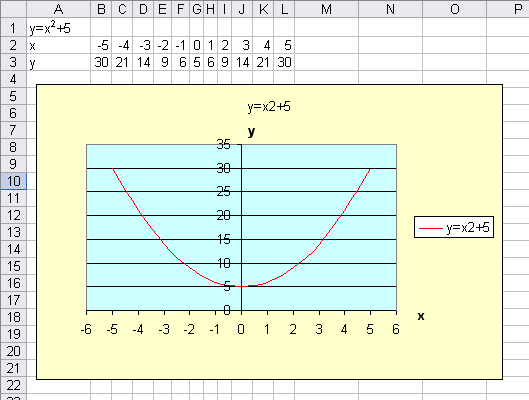 A B C D E F G H I J K L M N O P
1 y=x²+5
2 x -5 -4 -3 -2 -1 0 1 2 3 4 5
3 y 30 21 14 9 6 5 6 9 14 21 30
4
5
6 y=x2+5
7 y
8 35
9 30
10 25
11 20
12 15
13 10
14 5
15 0
16 y=x2+5
17 -6 -5 -4 -3 -2 -1 0 1 2 3 4 5 6
18 x
19
20
21
22